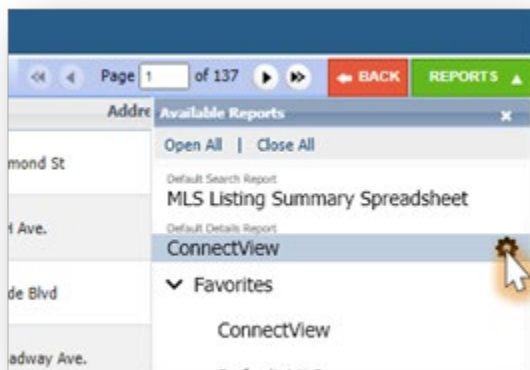 Page 1 of 137 BACK REPORTS
Addre
Available Reports
Open All | Close All
mond St
Default Search Report
MLS Listing Summary Spreadsheet
Ave.
Default Details Report
ConnectView
de Blvd
Favorites
ConnectView
adway Ave.